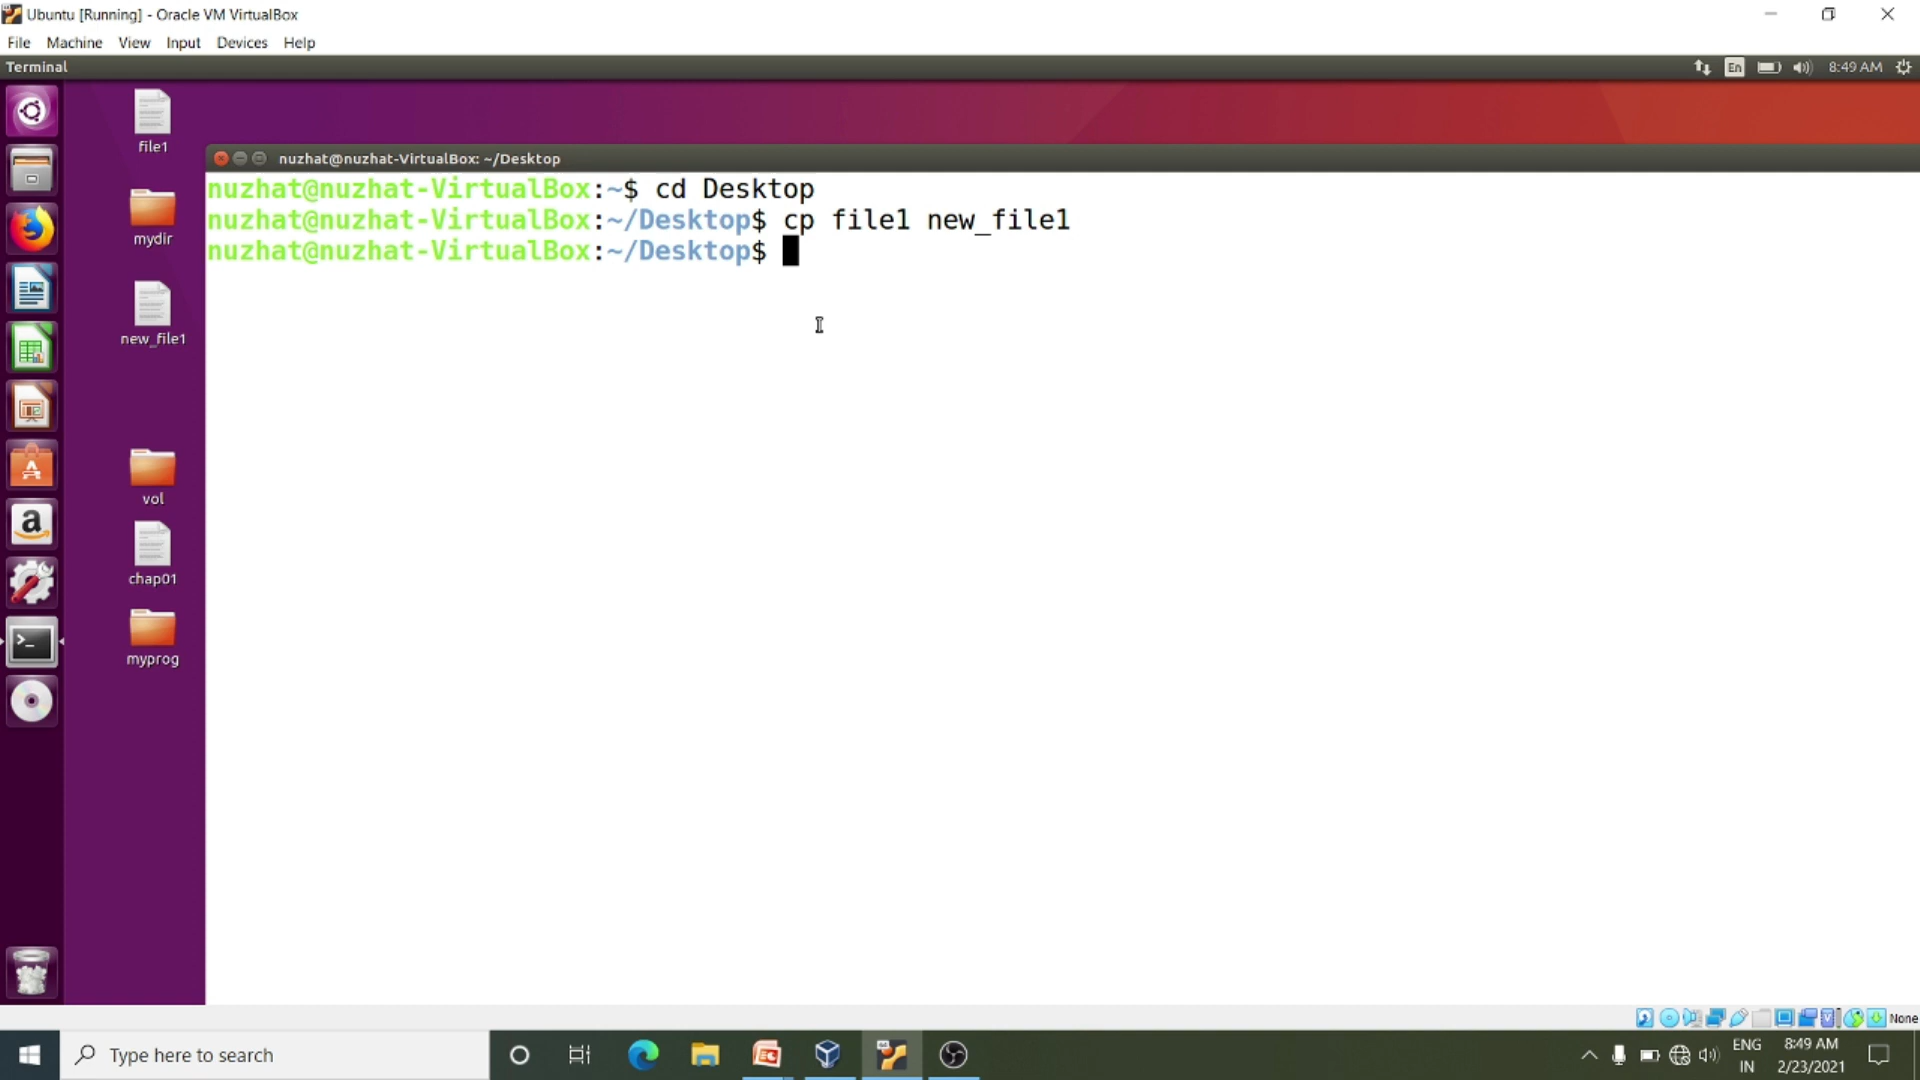 Ubuntu [Running] - Oracle VM VirtualBox
File Machine View Input Devices Help
Terminal
En
8:49 AM
file1
mydir
new_file1
vol
chap01
myprog
nuzhat@nuzhat-VirtualBox: ~/Desktop
nuzhat@nuzhat-VirtualBox:~$ cd Desktop
nuzhat@nuzhat-VirtualBox:~/Desktop$ cp file1 new_file1
nuzhat@nuzhat-VirtualBox:~/Desktop$
None
Type here to search
ENG
IN
8:49 AM
2/23/2021